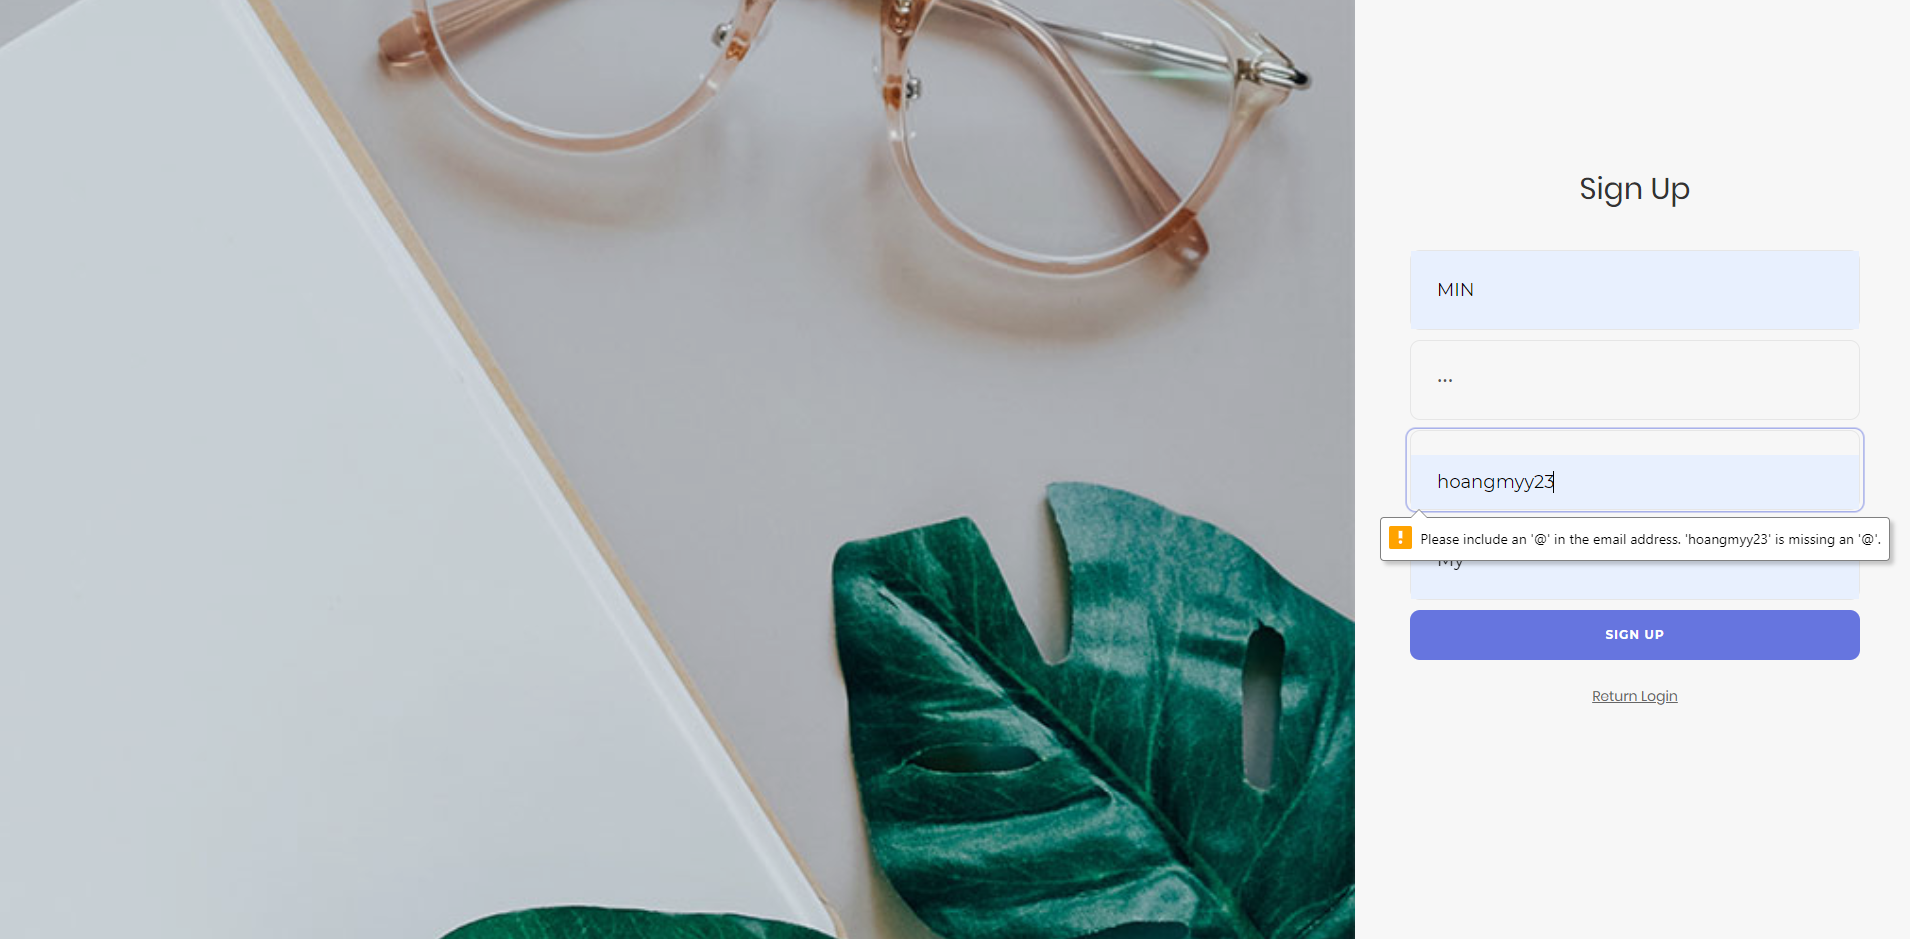 Sign Up
MIN
...
hoangmyy23
Please include an '@' in the email address. 'hoangmyy23' is missing an '@'.
My
SIGN UP
Return Login